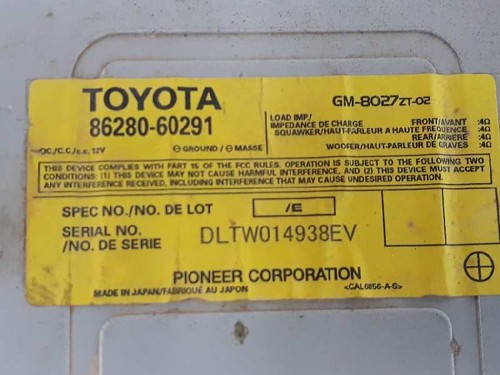 TOYOTA
86280-60291
DC/C.C/c.c. 12V
⊖ GROUND / ⊖ MASSE
GM-8027ZT-02
LOAD IMP./
IMPEDANCE DE CHARGE
FRONT/AVANT :4Ω
SQUAWKER/HAUT-PARLEUR A HAUTE FREQUENCE :4Ω
REAR/ARRIÈRE :4Ω
WOOFER/HAUT-PARLEUR DE GRAVES :4Ω
THIS DEVICE COMPLIES WITH PART 15 OF THE FCC RULES. OPERATION IS SUBJECT TO THE FOLLOWING TWO
CONDITIONS: (1) THIS DEVICE MAY NOT CAUSE HARMFUL INTERFERENCE, AND (2) THIS DEVICE MUST ACCEPT
ANY INTERFERENCE RECEIVED, INCLUDING INTERFERENCE THAT MAY CAUSE UNDESIRED OPERATION.
SPEC NO./NO. DE LOT /E
SERIAL NO.
/NO. DE SERIE DLTW014938EV
PIONEER CORPORATION
MADE IN JAPAN/FABRIQUÉ AU JAPON